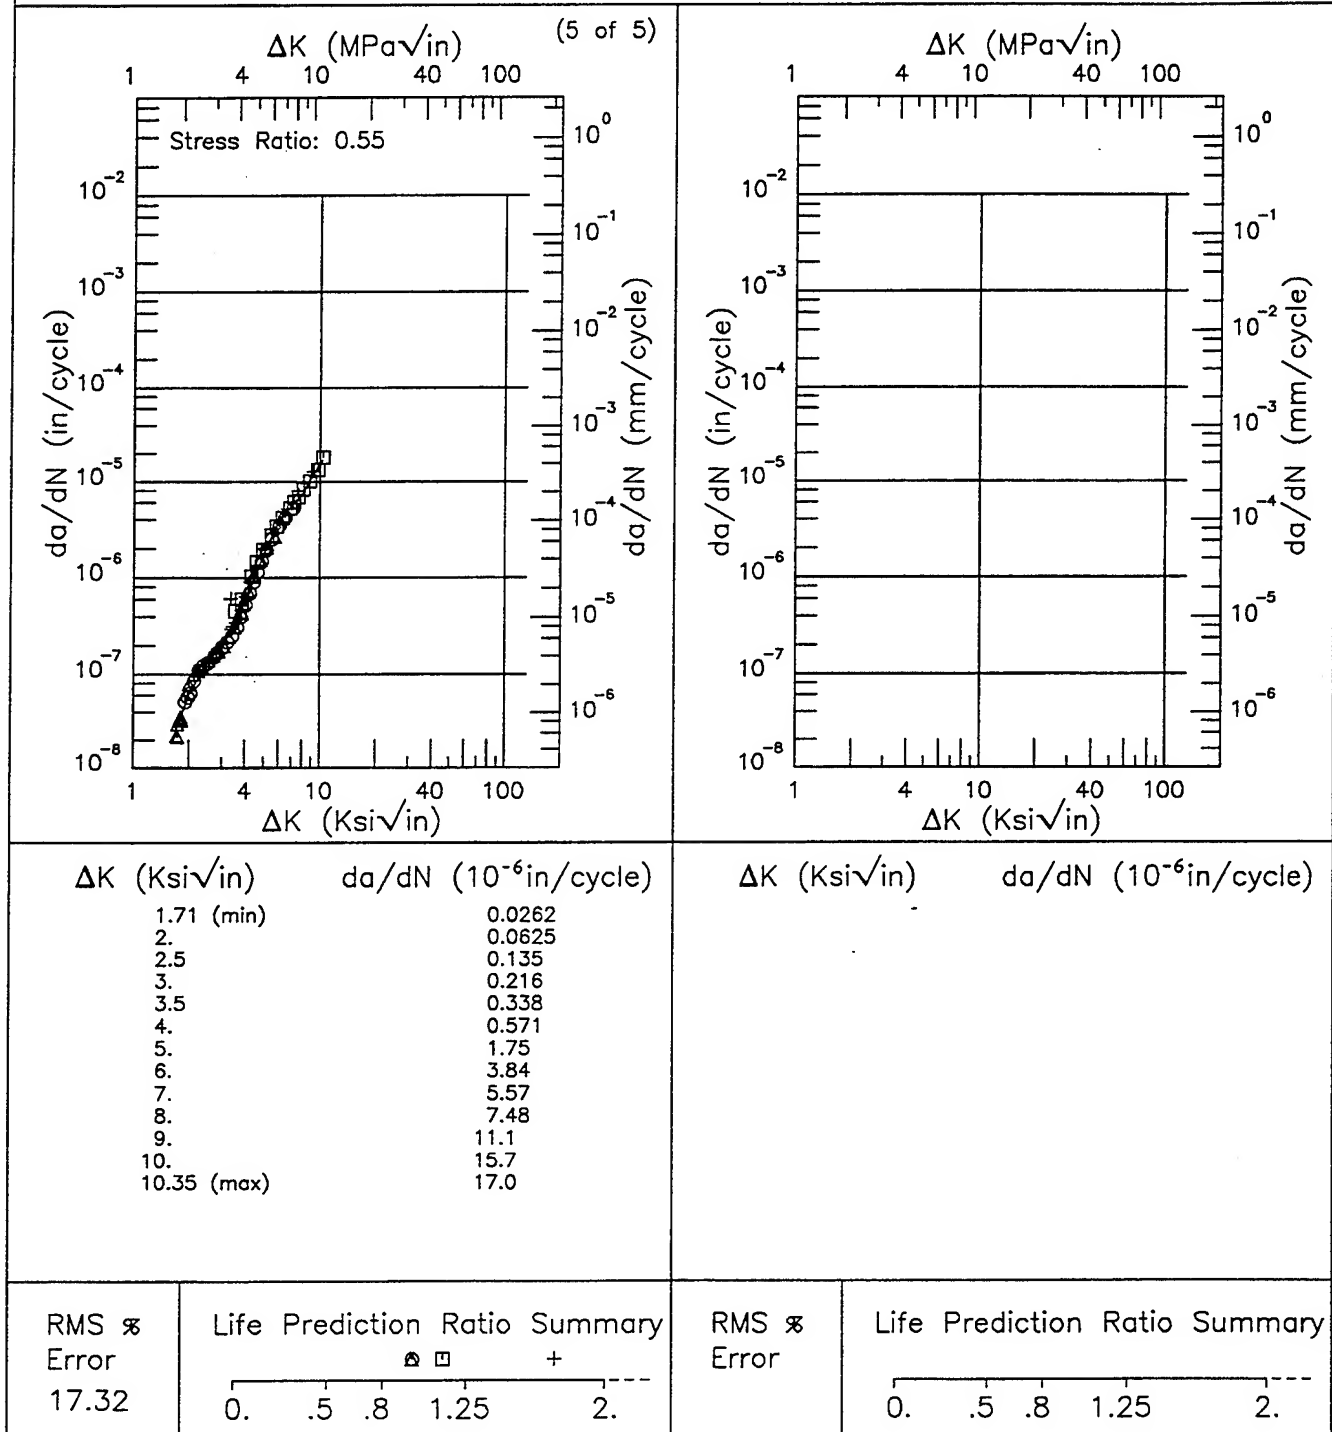 (5 of 5)
ΔK (MPa√in)
1 4 10 40 100
Stress Ratio: 0.55
da/dN (in/cycle)
10⁻²
10⁻³
10⁻⁴
10⁻⁵
10⁻⁶
10⁻⁷
10⁻⁸
10⁰
10⁻¹
10⁻²
10⁻³
10⁻⁴
10⁻⁵
10⁻⁶
da/dN (mm/cycle)
1 4 10 40 100
ΔK (Ksi√in)
ΔK (MPa√in)
1 4 10 40 100
da/dN (in/cycle)
10⁻²
10⁻³
10⁻⁴
10⁻⁵
10⁻⁶
10⁻⁷
10⁻⁸
10⁰
10⁻¹
10⁻²
10⁻³
10⁻⁴
10⁻⁵
10⁻⁶
da/dN (mm/cycle)
1 4 10 40 100
ΔK (Ksi√in)
ΔK (Ksi√in) da/dN (10⁻⁶in/cycle)
1.71 (min) 0.0262
2. 0.0625
2.5 0.135
3. 0.216
3.5 0.338
4. 0.571
5. 1.75
6. 3.84
7. 5.57
8. 7.48
9. 11.1
10. 15.7
10.35 (max) 17.0
ΔK (Ksi√in) da/dN (10⁻⁶in/cycle)
RMS %
Error
17.32
Life Prediction Ratio Summary
0. .5 .8 1.25 2.
RMS %
Error
Life Prediction Ratio Summary
0. .5 .8 1.25 2.